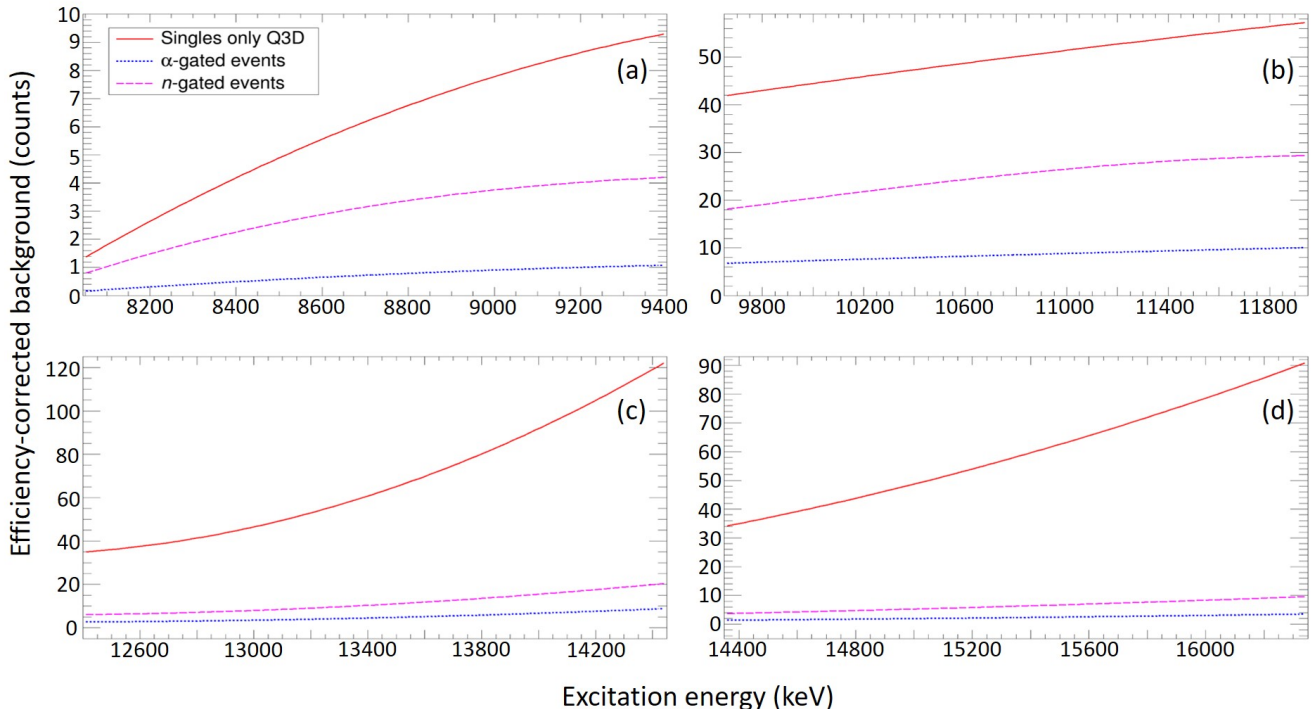 Efficiency-corrected background (counts)
10
9
8
7
6
5
4
3
2
1
0
Singles only Q3D
α-gated events
n-gated events
(a)
8200 8400 8600 8800 9000 9200 9400
50
40
30
20
10
0
(b)
9800 10200 10600 11000 11400 11800
120
100
80
60
40
20
0
(c)
12600 13000 13400 13800 14200
90
80
70
60
50
40
30
20
10
0
(d)
14400 14800 15200 15600 16000
Excitation energy (keV)